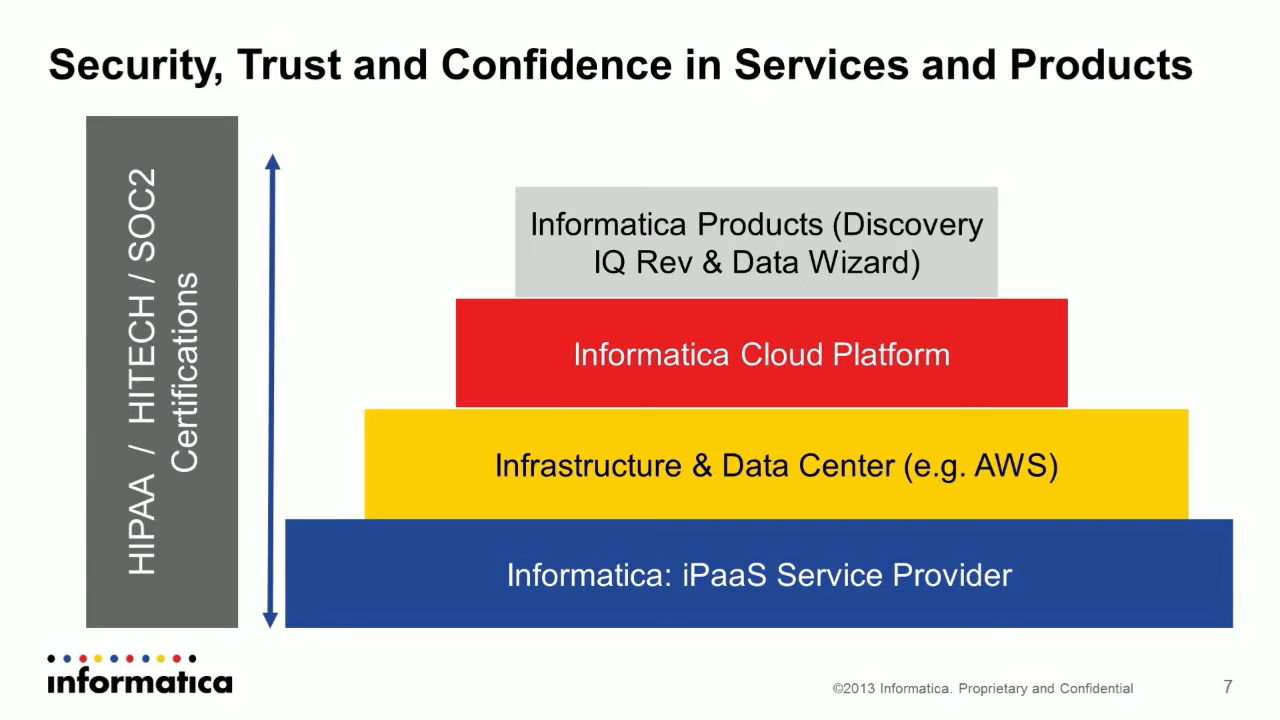 Security, Trust and Confidence in Services and Products
HIPAA / HITECH / SOC2
Certifications
Informatica Products (Discovery
IQ Rev & Data Wizard)
Informatica Cloud Platform
Infrastructure & Data Center (e.g. AWS)
Informatica: iPaaS Service Provider
informatica
©2013 Informatica. Proprietary and Confidential
7